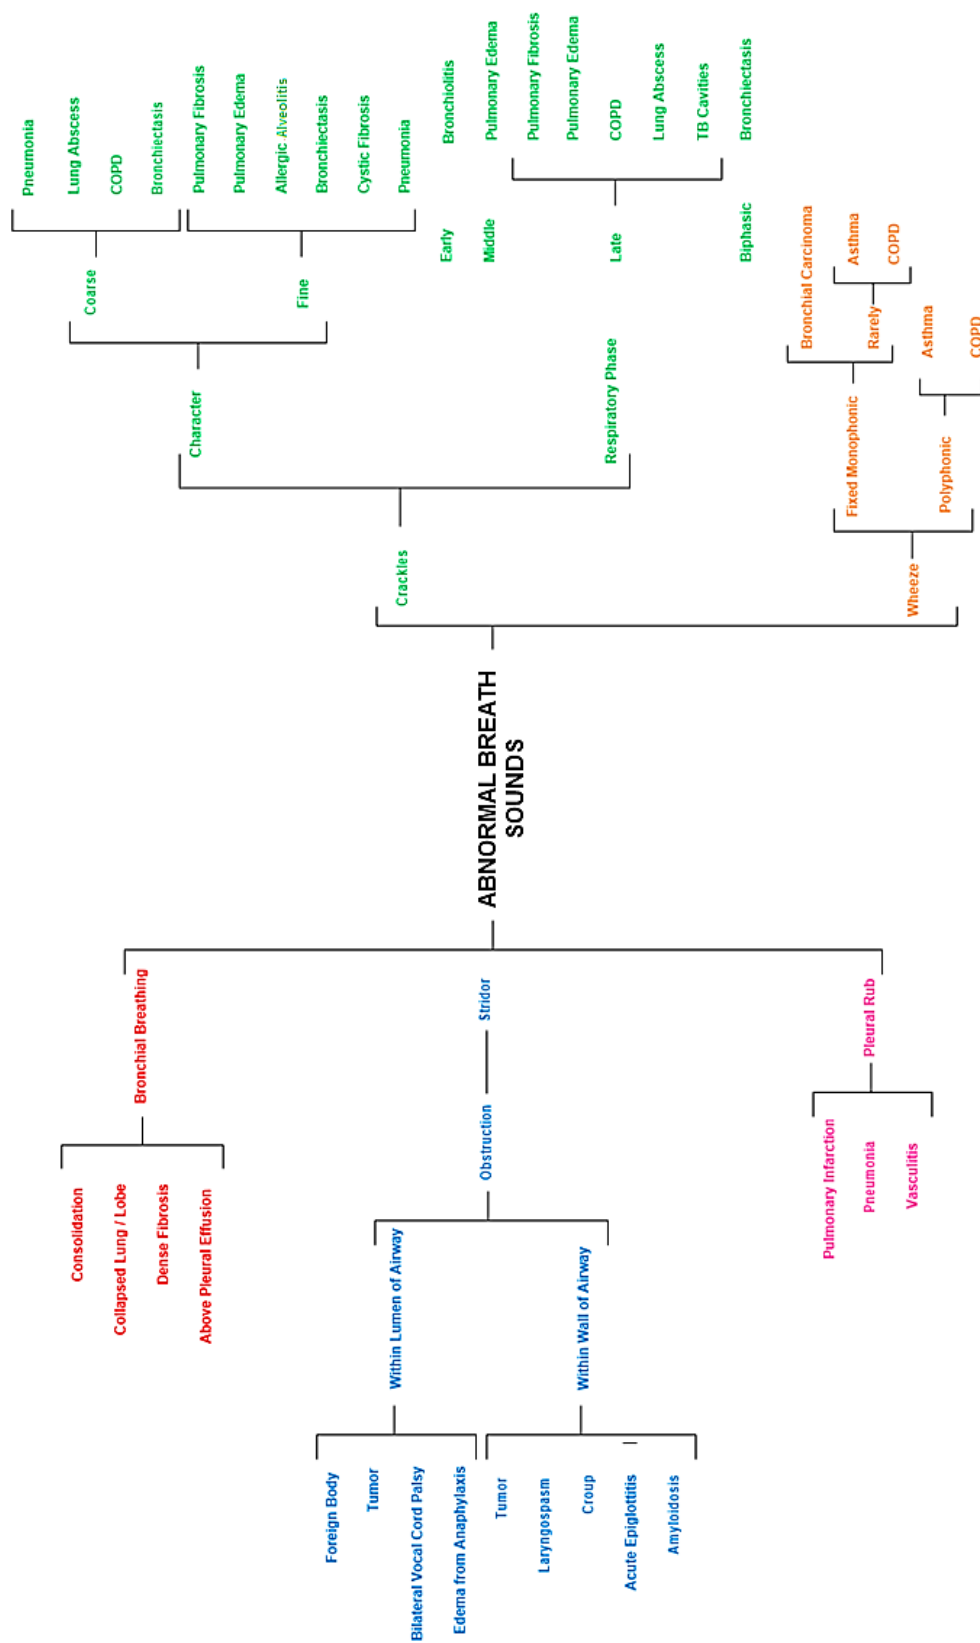 ABNORMAL BREATH
SOUNDS
Bronchial Breathing
Consolidation
Collapsed Lung / Lobe
Dense Fibrosis
Above Pleural Effusion
Stridor
Obstruction
Within Lumen of Airway
Foreign Body
Tumor
Bilateral Vocal Cord Palsy
Edema from Anaphylaxis
Within Wall of Airway
Tumor
Laryngospasm
Croup
Acute Epiglottitis
Amyloidosis
Pleural Rub
Pulmonary Infarction
Pneumonia
Vasculitis
Crackles
Character
Coarse
Pneumonia
Lung Abscess
COPD
Bronchiectasis
Fine
Pulmonary Fibrosis
Pulmonary Edema
Allergic Alveolitis
Bronchiectasis
Cystic Fibrosis
Pneumonia
Respiratory Phase
Early
Bronchiolitis
Middle
Pulmonary Edema
Late
Pulmonary Fibrosis
Pulmonary Edema
COPD
Lung Abscess
TB Cavities
Biphasic
Bronchiectasis
Wheeze
Fixed Monophonic
Bronchial Carcinoma
Rarely
Asthma
COPD
Polyphonic
Asthma
COPD